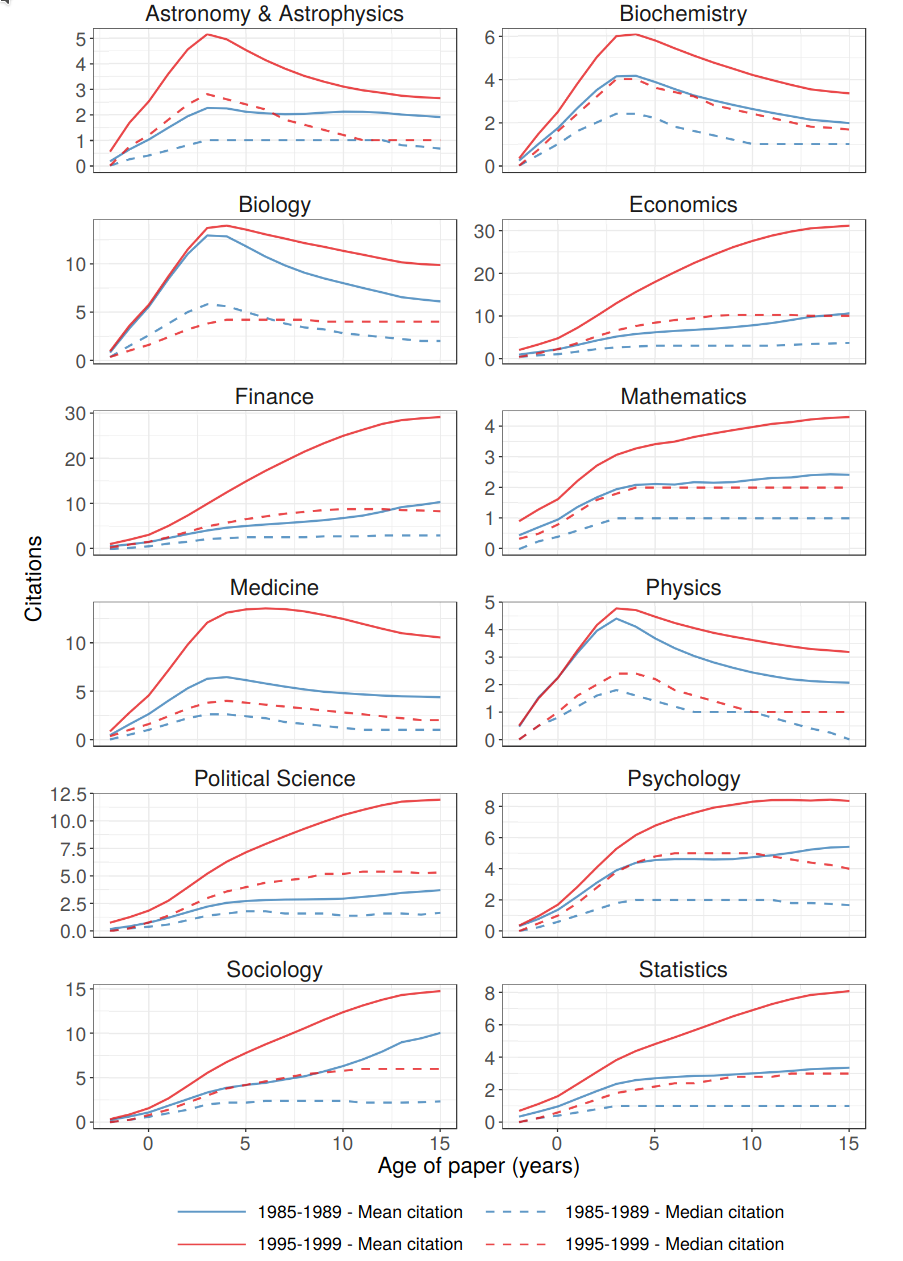 Astronomy & Astrophysics
Biochemistry
5
4
3
2
1
0
6
4
2
0
Biology
Economics
10
5
0
30
20
10
0
Finance
Mathematics
30
20
10
0
4
3
2
1
0
Citations
Medicine
Physics
10
5
0
5
4
3
2
1
0
Political Science
Psychology
12.5
10.0
7.5
5.0
2.5
0.0
8
6
4
2
0
Sociology
Statistics
15
10
5
0
8
6
4
2
0
0 5 10 15
0 5 10 15
Age of paper (years)
1985-1989 - Mean citation
1985-1989 - Median citation
1995-1999 - Mean citation
1995-1999 - Median citation